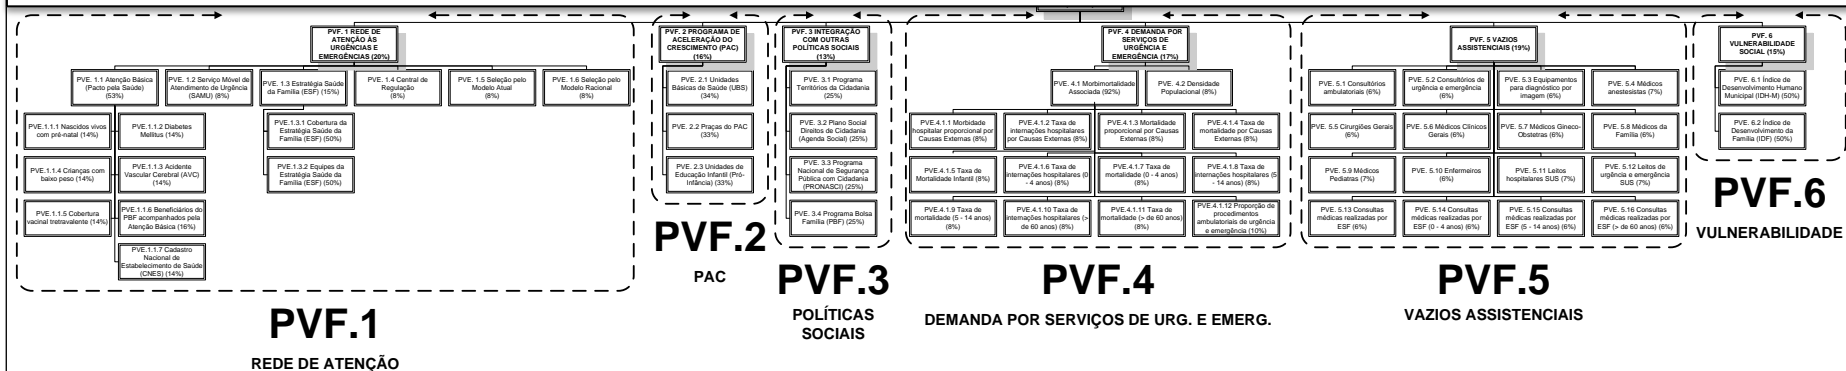 PVF. 1 REDE DE
ATENÇÃO ÀS
URGÊNCIAS E
EMERGÊNCIAS (20%)
PVE. 1.1 Atenção Básica
(Pacto pela Saúde)
(53%)
PVE. 1.2 Serviço Móvel de
Atendimento de Urgência
(SAMU) (8%)
PVE. 1.3 Estratégia Saúde
da Família (ESF) (15%)
PVE. 1.4 Central de
Regulação
(8%)
PVE. 1.5 Seleção pelo
Modelo Atual
(8%)
PVE. 1.6 Seleção pelo
Modelo Racional
(8%)
PVE.1.1.1 Nascidos vivos
com pré-natal (14%)
PVE.1.1.2 Diabetes
Mellitus (14%)
PVE.1.3.1 Cobertura da
Estratégia Saúde da
Família (ESF) (50%)
PVE.1.1.4 Crianças com
baixo peso (14%)
PVE.1.1.3 Acidente
Vascular Cerebral (AVC)
(14%)
PVE.1.3.2 Equipes da
Estratégia Saúde da
Família (ESF) (50%)
PVE.1.1.5 Cobertura
vacinal tretravalente (14%)
PVE.1.1.6 Beneficiários do
PBF acompanhados pela
Atenção Básica (16%)
PVE.1.1.7 Cadastro
Nacional de
Estabelecimento de Saúde
(CNES) (14%)
PVF.1
REDE DE ATENÇÃO
PVF. 2 PROGRAMA DE
ACELERAÇÃO DO
CRESCIMENTO (PAC)
(16%)
PVE. 2.1 Unidades
Básicas de Saúde (UBS)
(34%)
PVE. 2.2 Praças do PAC
(33%)
PVE. 2.3 Unidades de
Educação Infantil (Pró-
Infância) (33%)
PVF.2
PAC
PVF. 3 INTEGRAÇÃO
COM OUTRAS
POLÍTICAS SOCIAIS
(13%)
PVE. 3.1 Programa
Territórios da Cidadania
(25%)
PVE. 3.2 Plano Social
Direitos de Cidadania
(Agenda Social) (25%)
PVE. 3.3 Programa
Nacional de Segurança
Pública com Cidadania
(PRONASCI) (25%)
PVE. 3.4 Programa Bolsa
Família (PBF) (25%)
PVF.3
POLÍTICAS
SOCIAIS
PVF. 4 DEMANDA POR
SERVIÇOS DE
URGÊNCIA E
EMERGÊNCIA (17%)
PVE. 4.1 Morbimortalidade
Associada (92%)
PVE. 4.2 Densidade
Populacional (8%)
PVE.4.1.1 Morbidade
hospitalar proporcional por
Causas Externas (8%)
PVE.4.1.2 Taxa de
internações hospitalares
por Causas Externas (8%)
PVE.4.1.3 Mortalidade
proporcional por Causas
Externas (8%)
PVE.4.1.4 Taxa de
mortalidade por Causas
Externas (8%)
PVE.4.1.5 Taxa de
Mortalidade Infantil (8%)
PVE.4.1.6 Taxa de
internações hospitalares (0
- 4 anos) (8%)
PVE.4.1.7 Taxa de
mortalidade (0 - 4 anos)
(8%)
PVE.4.1.8 Taxa de
internações hospitalares (5
- 14 anos) (8%)
PVE.4.1.9 Taxa de
mortalidade (5 - 14 anos)
(8%)
PVE.4.1.10 Taxa de
internações hospitalares (>
de 60 anos) (8%)
PVE.4.1.11 Taxa de
mortalidade (> de 60 anos)
(8%)
PVE.4.1.12 Proporção de
procedimentos
ambulatoriais de urgência
e emergência (10%)
PVF.4
DEMANDA POR SERVIÇOS DE URG. E EMERG.
PVF. 5 VAZIOS
ASSISTENCIAIS (19%)
PVE. 5.1 Consultórios
ambulatoriais (6%)
PVE. 5.2 Consultórios de
urgência e emergência
(6%)
PVE. 5.3 Equipamentos
para diagnóstico por
imagem (6%)
PVE. 5.4 Médicos
anestesistas (7%)
PVE. 5.5 Cirurgiões Gerais
(6%)
PVE. 5.6 Médicos Clínicos
Gerais (6%)
PVE. 5.7 Médicos Gineco-
Obstetras (6%)
PVE. 5.8 Médicos da
Família (6%)
PVE. 5.9 Médicos
Pediatras (7%)
PVE. 5.10 Enfermeiros
(6%)
PVE. 5.11 Leitos
hospitalares SUS (7%)
PVE. 5.12 Leitos de
urgência e emergência
SUS (7%)
PVE. 5.13 Consultas
médicas realizadas por
ESF (6%)
PVE. 5.14 Consultas
médicas realizadas por
ESF (0 - 4 anos) (6%)
PVE. 5.15 Consultas
médicas realizadas por
ESF (5 - 14 anos) (6%)
PVE. 5.16 Consultas
médicas realizadas por
ESF (> de 60 anos) (6%)
PVF.5
VAZIOS ASSISTENCIAIS
PVF. 6
VULNERABILIDADE
SOCIAL (15%)
PVE. 6.1 Índice de
Desenvolvimento Humano
Municipal (IDH-M) (50%)
PVE. 6.2 Índice de
Desenvolvimento da
Família (IDF) (50%)
PVF.6
VULNERABILIDADE